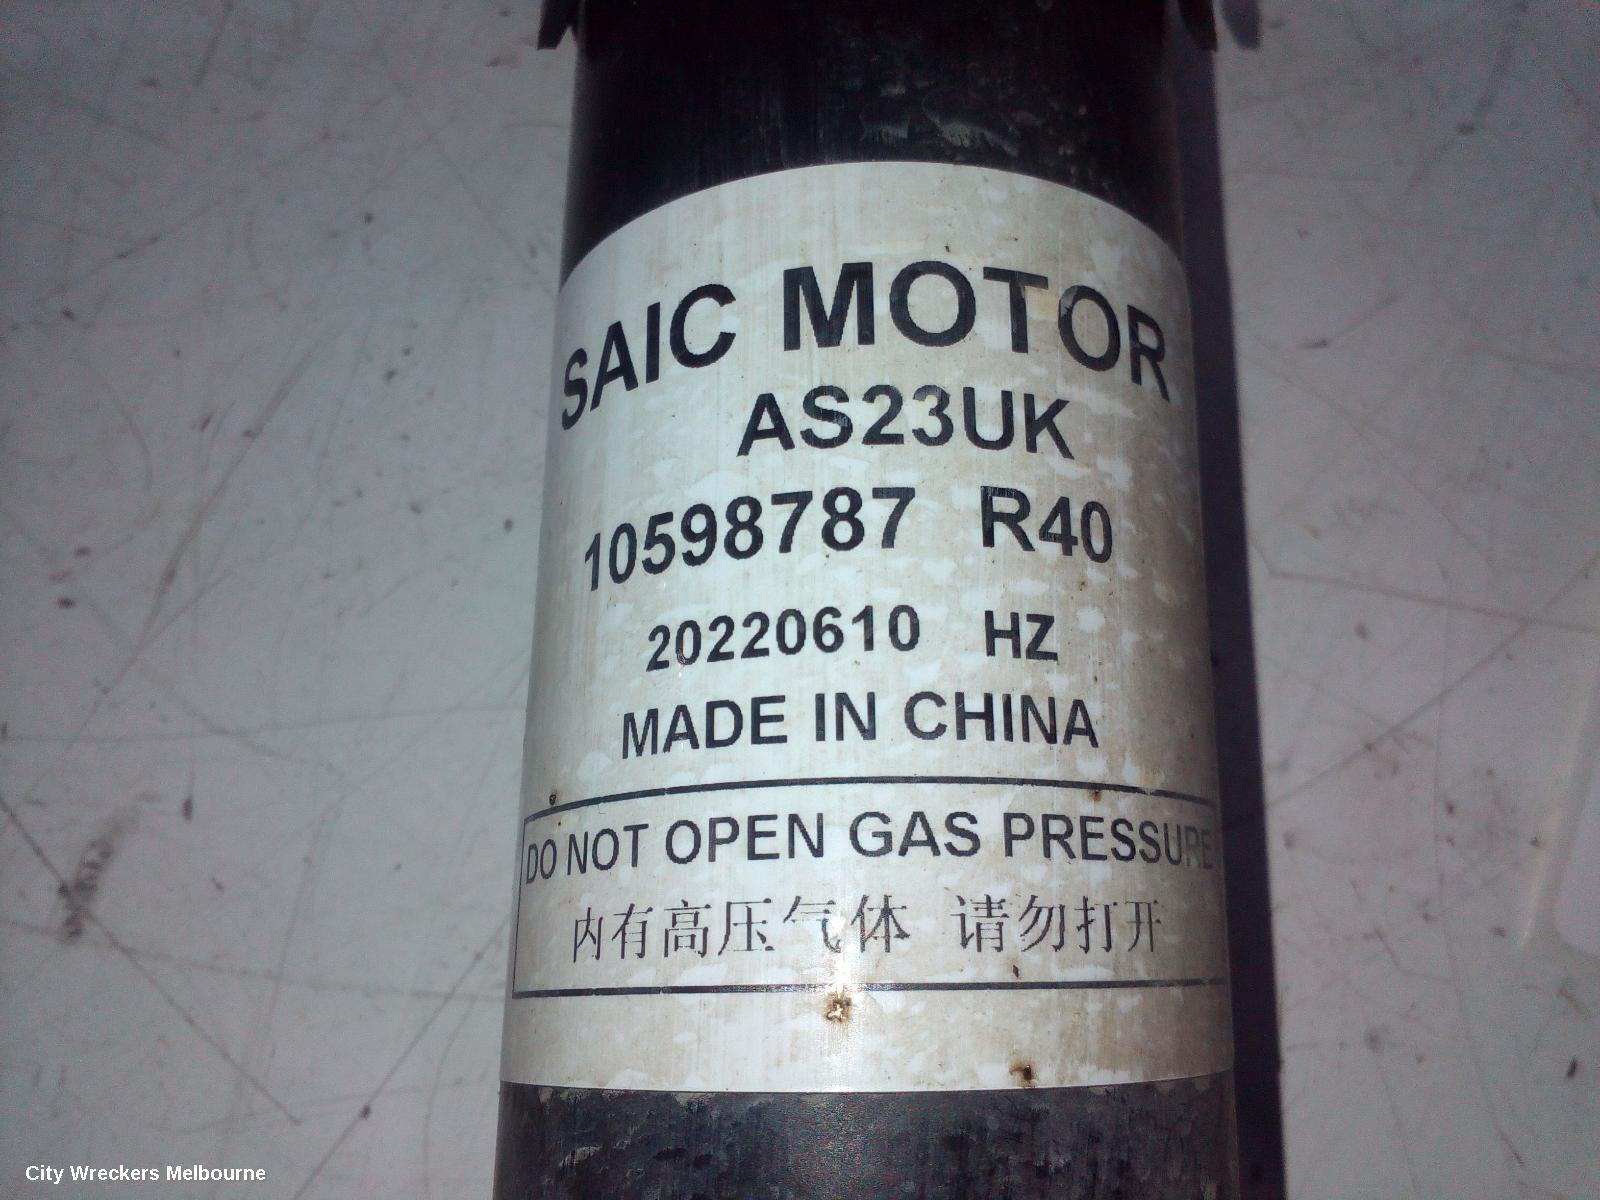 SAIC MOTOR
AS23UK
10598787 R40
20220610 HZ
MADE IN CHINA
DO NOT OPEN GAS PRESSURE
内有高压气体 请勿打开
City Wreckers Melbourne